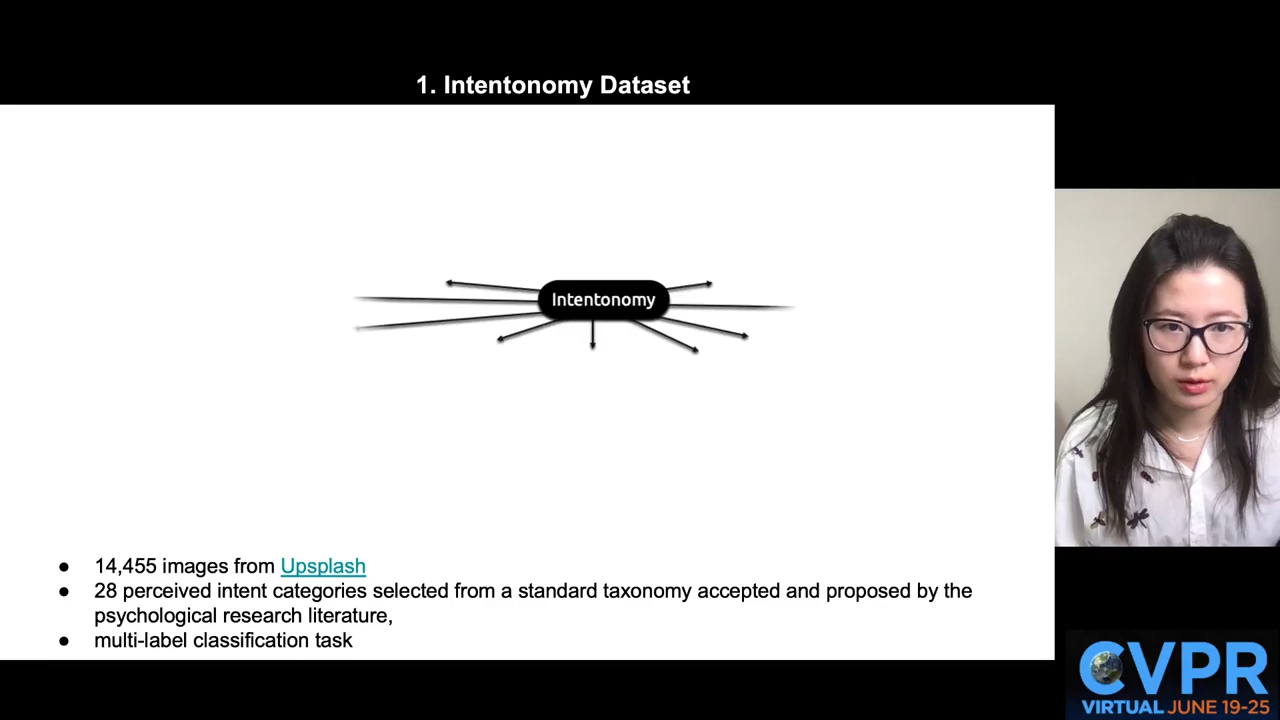 1. Intentonomy Dataset
Intentonomy
● 14,455 images from Upsplash
● 28 perceived intent categories selected from a standard taxonomy accepted and proposed by the
psychological research literature,
● multi-label classification task
CVPR
VIRTUAL JUNE 19-25